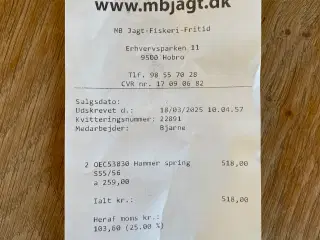 www.mbjagt.dk
MB Jagt-Fiskeri-Fritid
Erhvervsparken 11
9500 Hobro
Tlf. 98 55 70 28
CVR nr. 17 09 06 82
Salgsdato:
Udskrevet d.: 18/03/2025 10.04.57
Kvitteringsnummer: 22891
Medarbejder: Bjarne
2 OEC53830 Hammer spring 518,00
S55/56
a 259,00
Ialt kr.: 518,00
Heraf moms kr.:
103,60 (25.00 %)